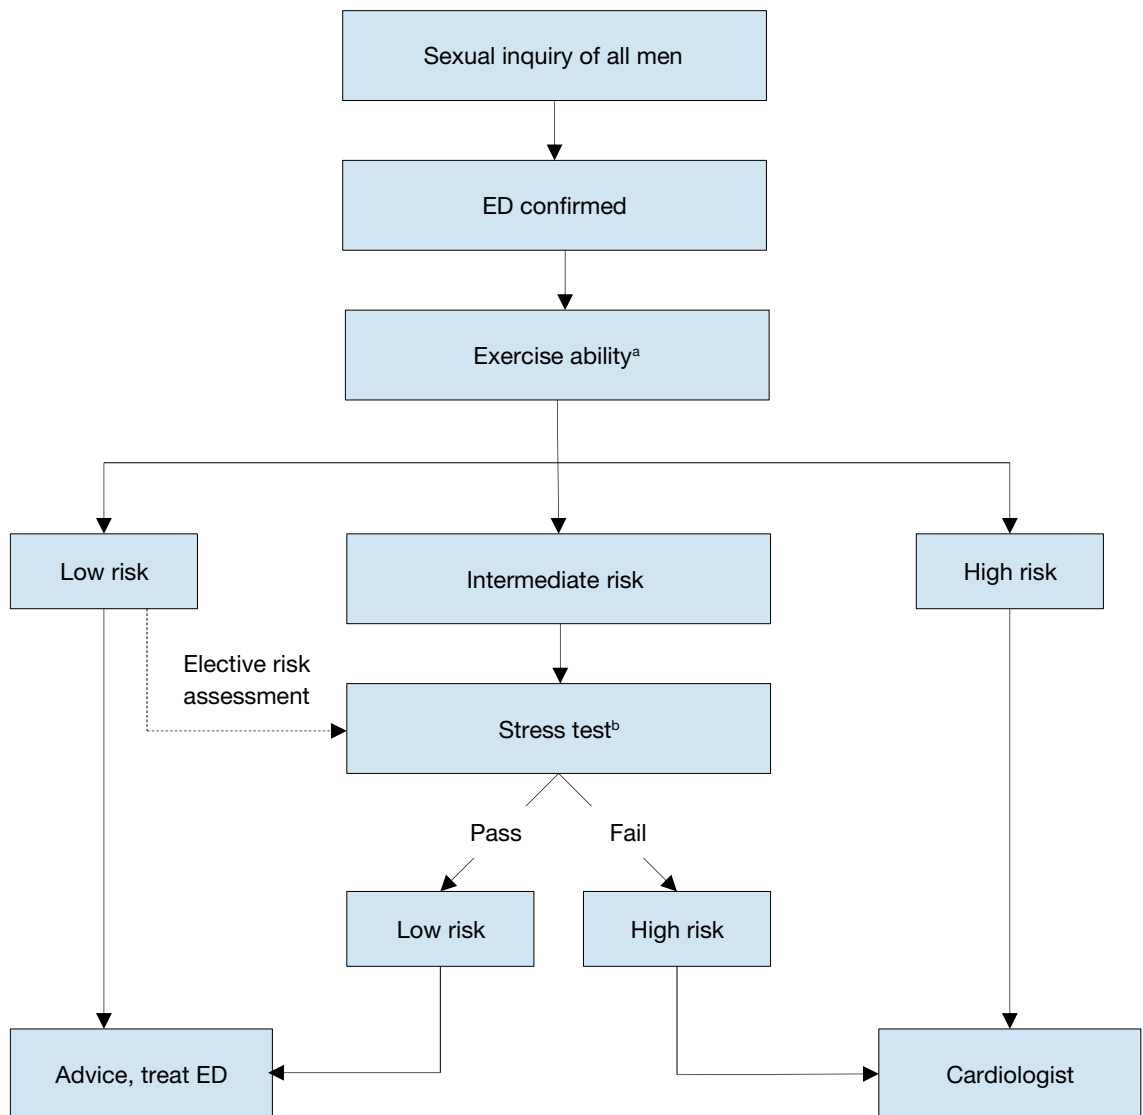 Sexual inquiry of all men
ED confirmed
Exercise abilityᵃ
Low risk
Intermediate risk
High risk
Elective risk
assessment
Stress testᵇ
Pass
Fail
Low risk
High risk
Advice, treat ED
Cardiologist